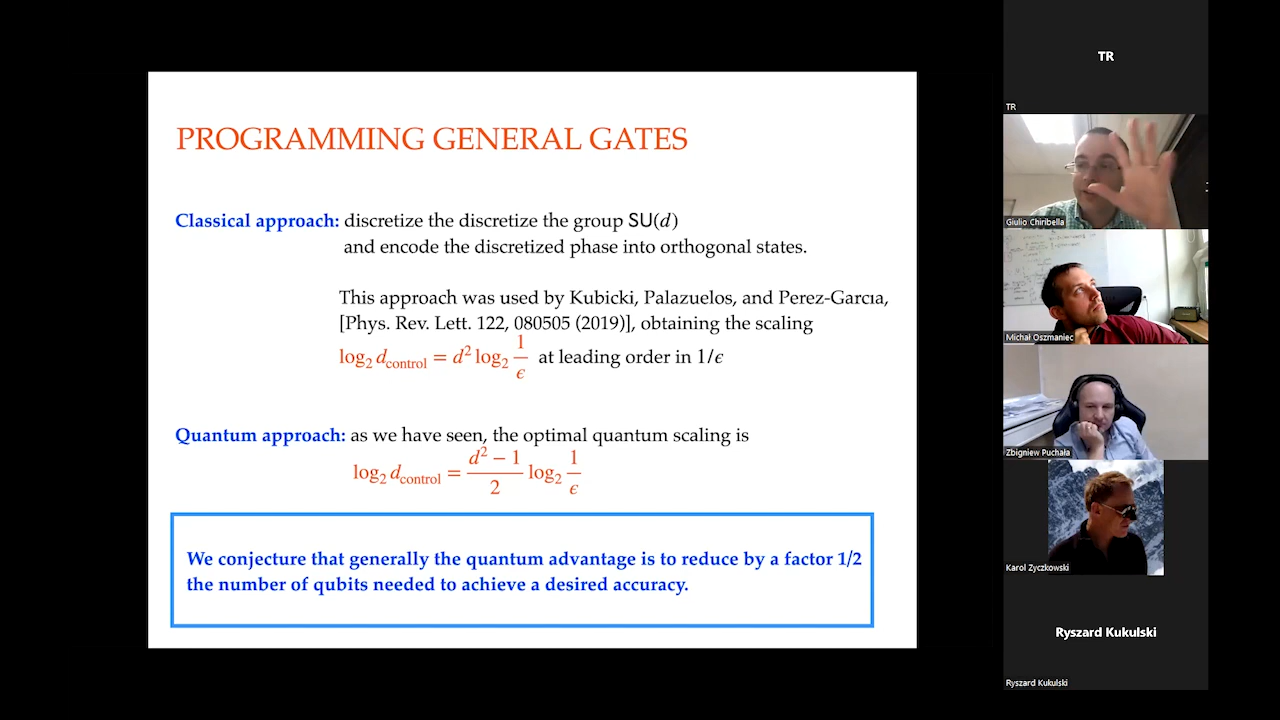 PROGRAMMING GENERAL GATES
Classical approach: discretize the discretize the group SU(d)
and encode the discretized phase into orthogonal states.
This approach was used by Kubicki, Palazuelos, and Perez-Garcıa,
[Phys. Rev. Lett. 122, 080505 (2019)], obtaining the scaling
log₂ d_control = d² log₂ 1/ϵ at leading order in 1/ϵ
Quantum approach: as we have seen, the optimal quantum scaling is
log₂ d_control = (d² − 1)/2 log₂ 1/ϵ
We conjecture that generally the quantum advantage is to reduce by a factor 1/2
the number of qubits needed to achieve a desired accuracy.
TR
TR
Giulio Chiribella
Michał Oszmaniec
Zbigniew Puchała
Karol Zyczkowski
Ryszard Kukulski
Ryszard Kukulski